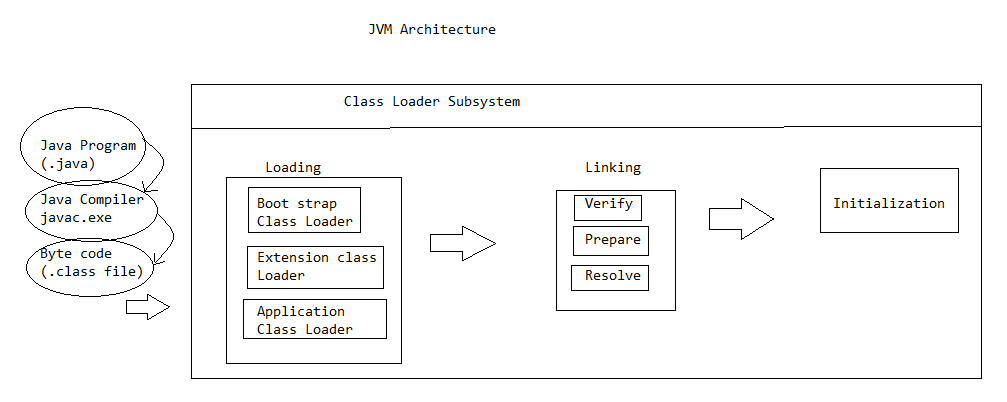 JVM Architecture
Class Loader Subsystem
Java Program
(.java)
Java Compiler
javac.exe
Byte code
(.class file)
Loading
Boot strap
Class Loader
Extension class
Loader
Application
Class Loader
Linking
Verify
Prepare
Resolve
Initialization